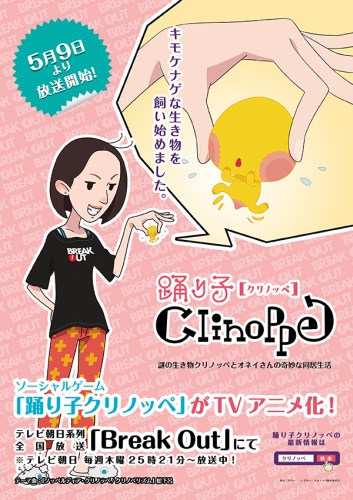 5月9日
より
放送開始!
キモケナゲな生き物を
飼い始めました。
BREAK
OUT
踊り子[クリノッペ]
Clinoppe
謎の生き物クリノッペとオネイさんの奇妙な同居生活
ソーシャルゲーム
「踊り子クリノッペ」がTVアニメ化!
テレビ朝日系列
全国放送「Break Out」にて
※テレビ朝日 毎週木曜25時21分〜放送中!
踊り子クリノッペの
最新情報は
クリノッペ 検索